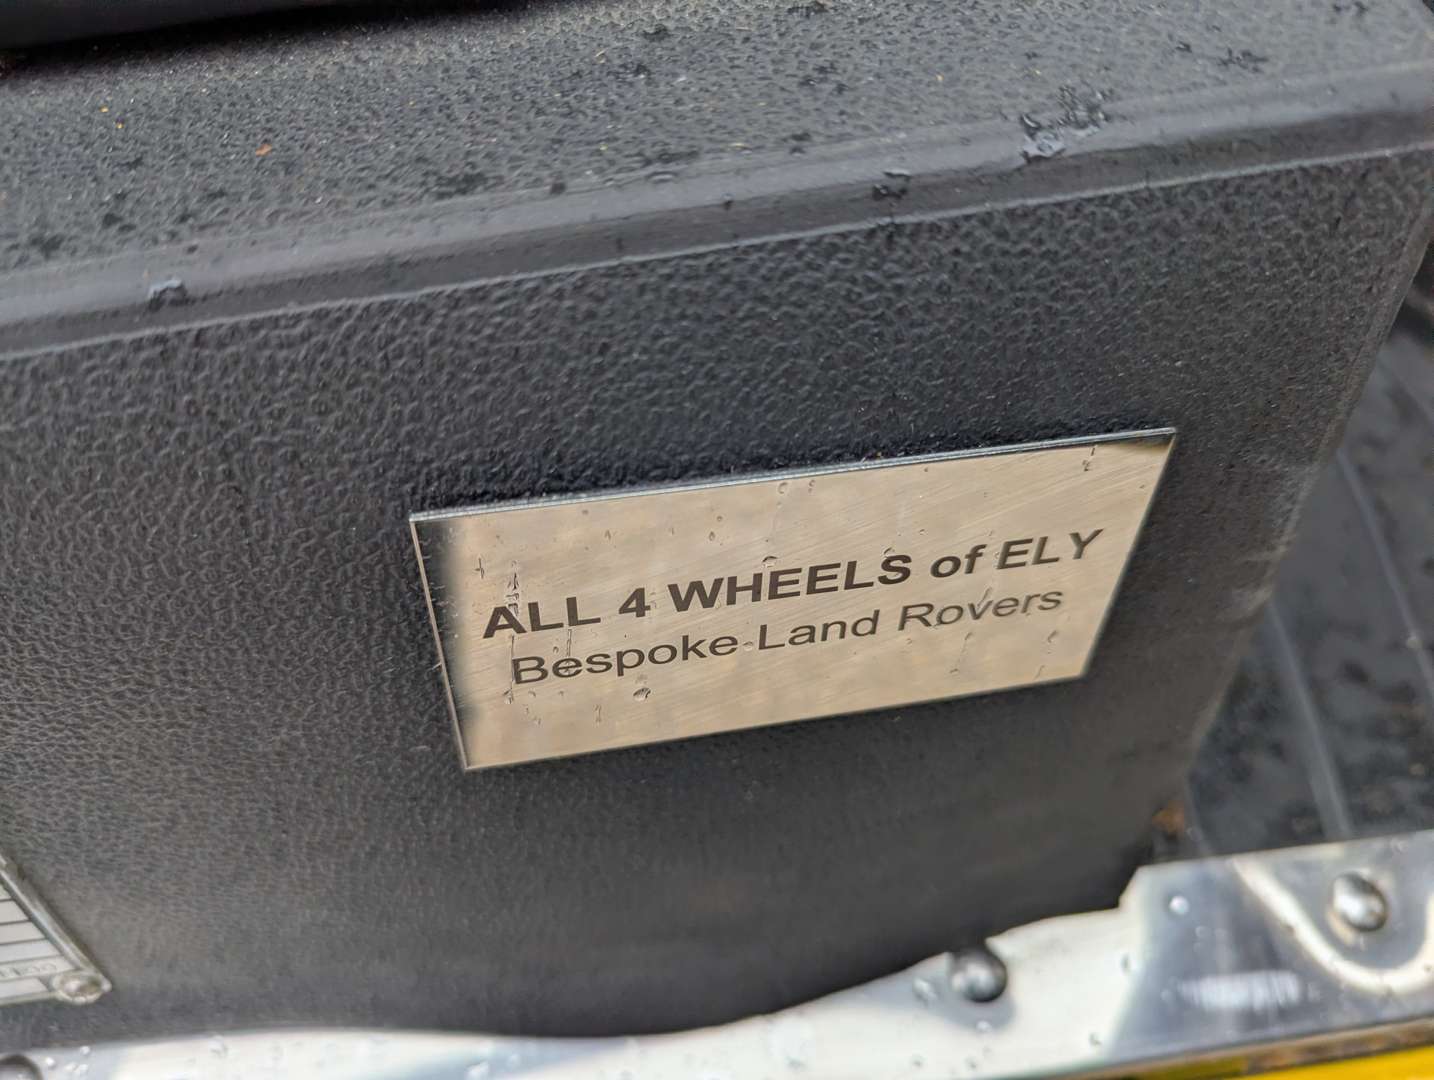 ALL 4 WHEELS of ELY
Bespoke Land Rovers